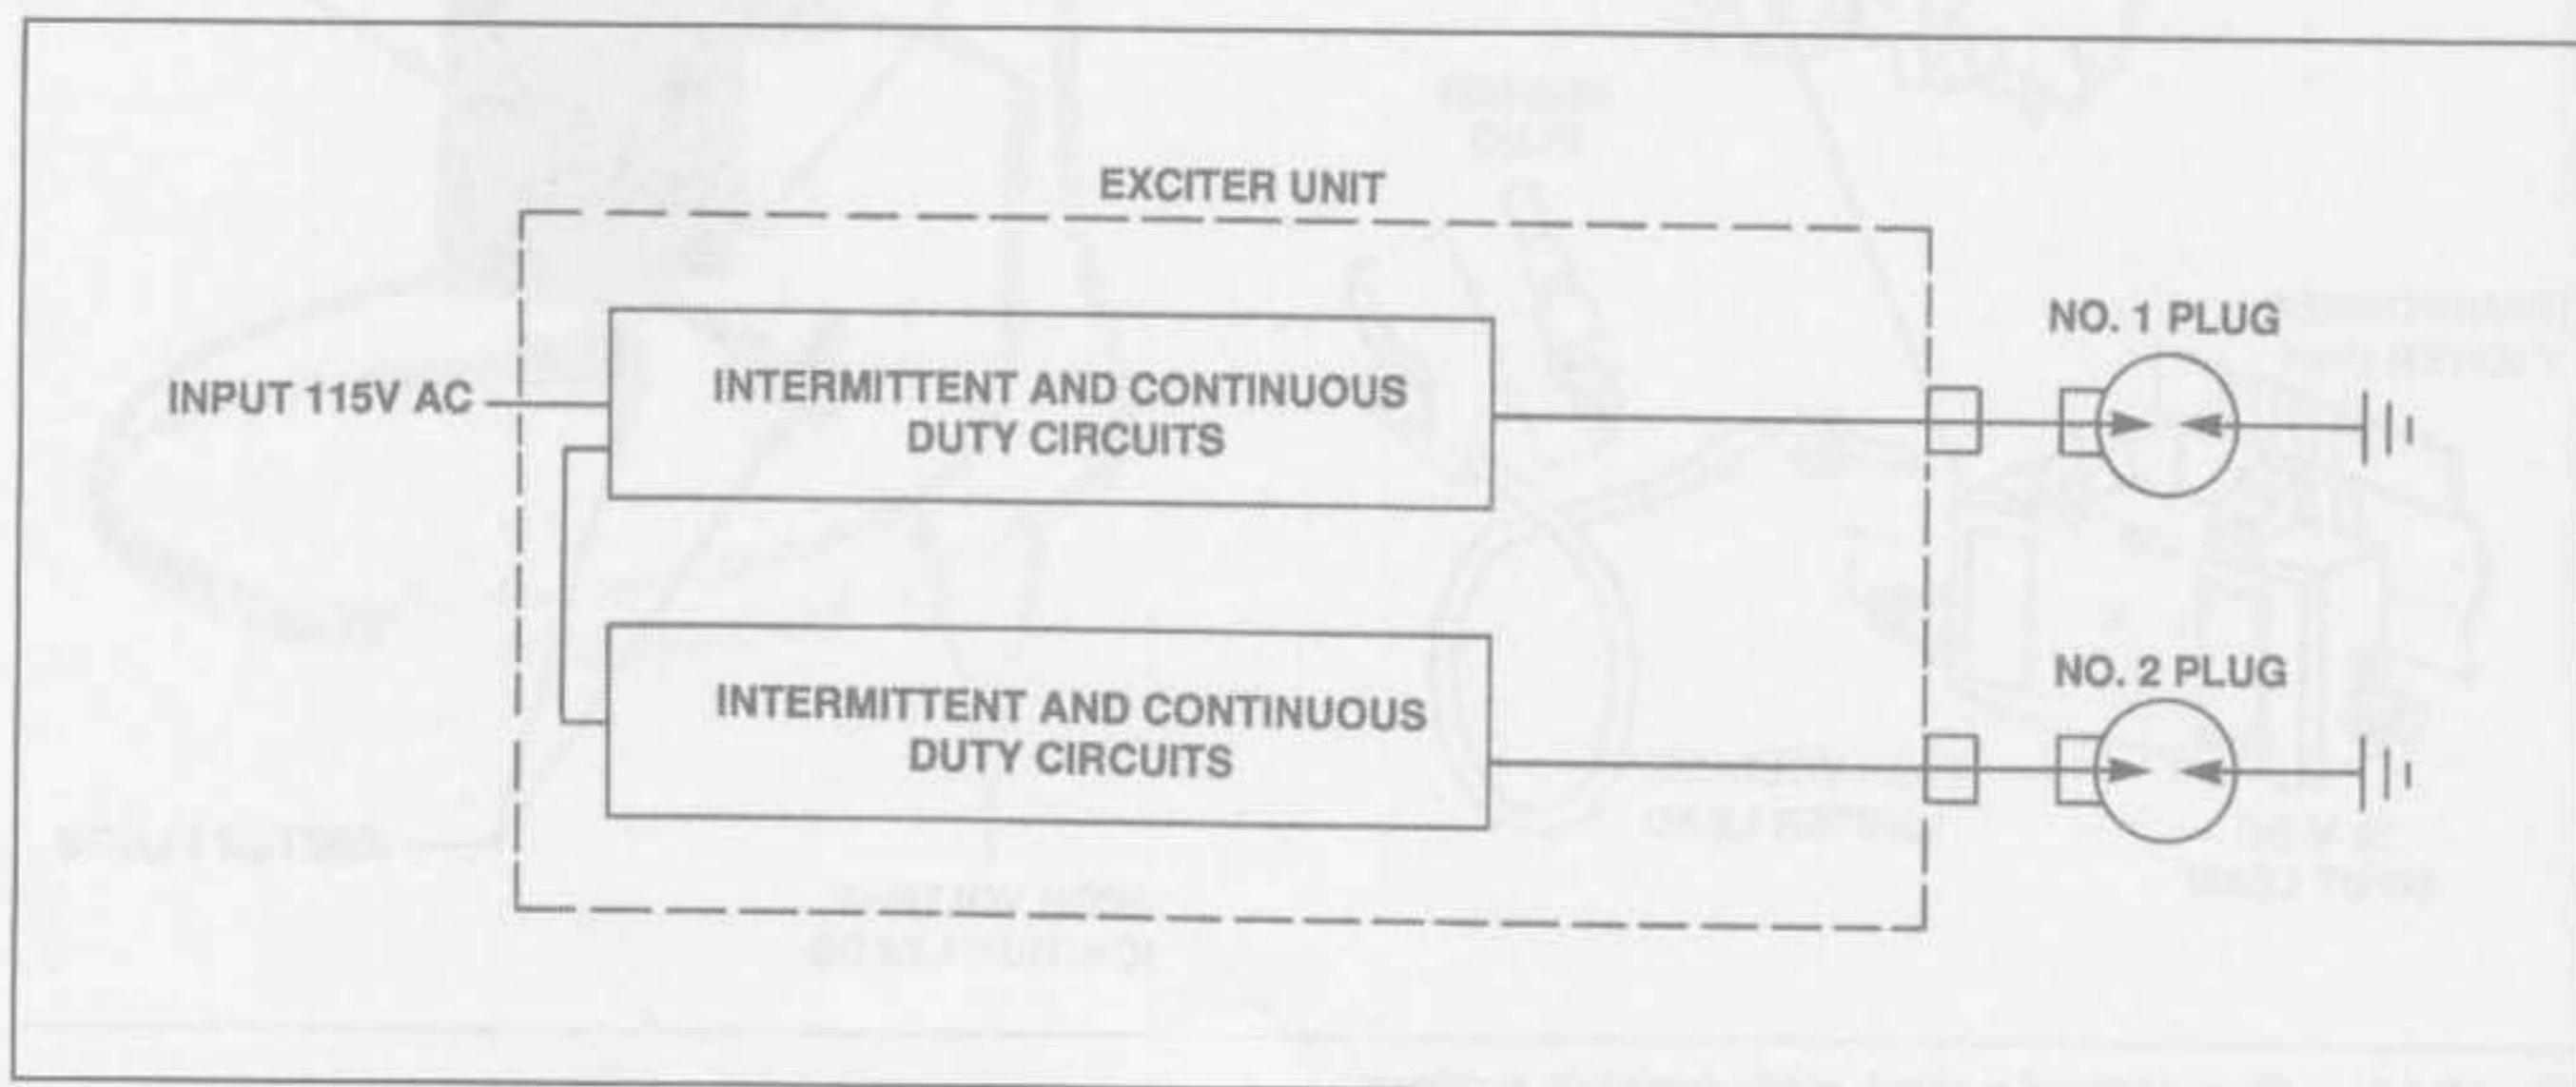 EXCITER UNIT
NO. 1 PLUG
INPUT 115V AC
INTERMITTENT AND CONTINUOUS
DUTY CIRCUITS
NO. 2 PLUG
INTERMITTENT AND CONTINUOUS
DUTY CIRCUITS